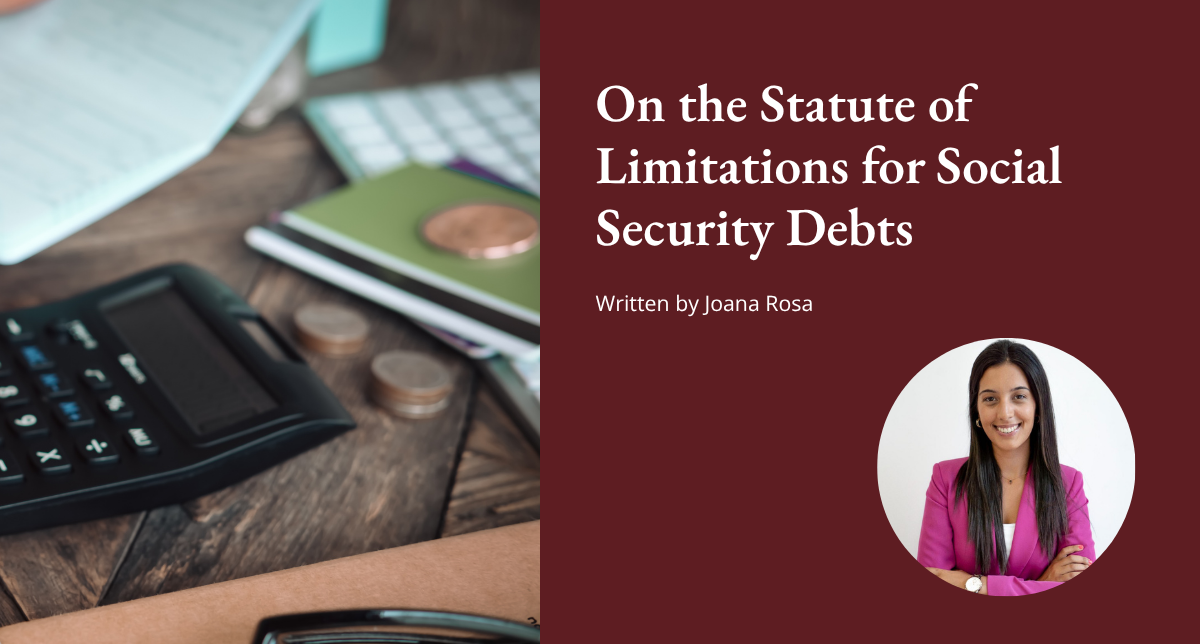 On the Statute of
Limitations for Social
Security Debts
Written by Joana Rosa